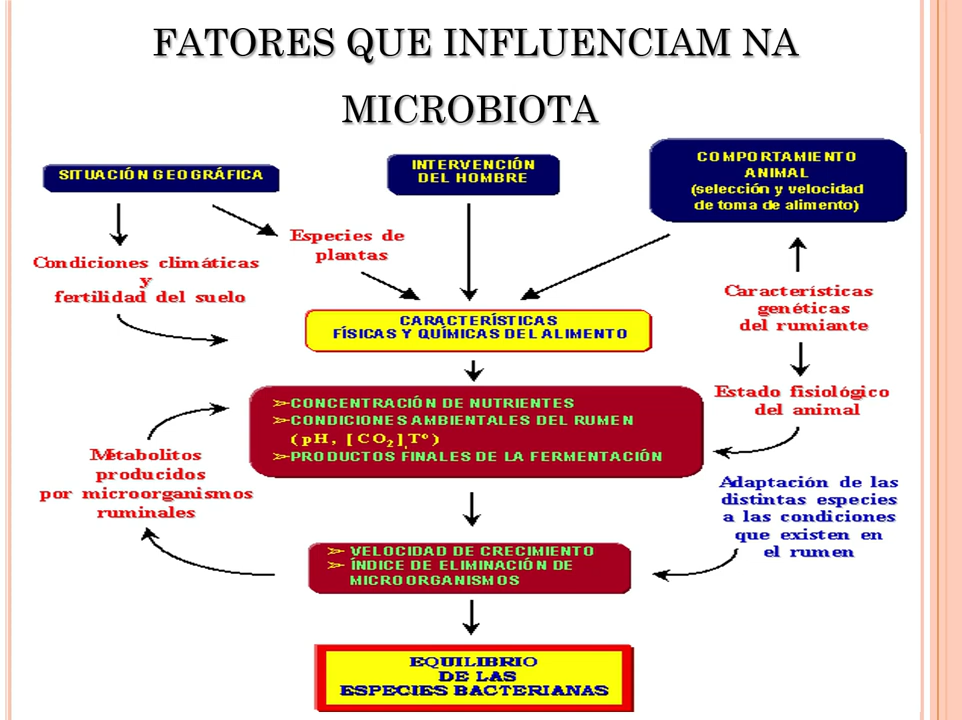 FATORES QUE INFLUENCIAM NA
MICROBIOTA
SITUACIÓN GEOGRÁFICA
INTERVENCIÓN
DEL HOMBRE
COMPORTAMIENTO
ANIMAL
(selección y velocidad
de toma de alimento)
Especies de
plantas
Condiciones climáticas
y
fertilidad del suelo
Características
genéticas
del rumiante
CARACTERÍSTICAS
FÍSICAS Y QUÍMICAS DEL ALIMENTO
Estado fisiológico
del animal
➢CONCENTRACIÓN DE NUTRIENTES
➢CONDICIONES AMBIENTALES DEL RUMEN
(pH, [CO₂],Tº)
➢PRODUCTOS FINALES DE LA FERMENTACIÓN
Metabolitos
producidos
por microorganismos
ruminales
Adaptación de las
distintas especies
a las condiciones
que existen en
el rumen
➢ VELOCIDAD DE CRECIMIENTO
➢ ÍNDICE DE ELIMINACIÓN DE
MICROORGANISMOS
EQUILIBRIO
DE LAS
ESPECIES BACTERIANAS